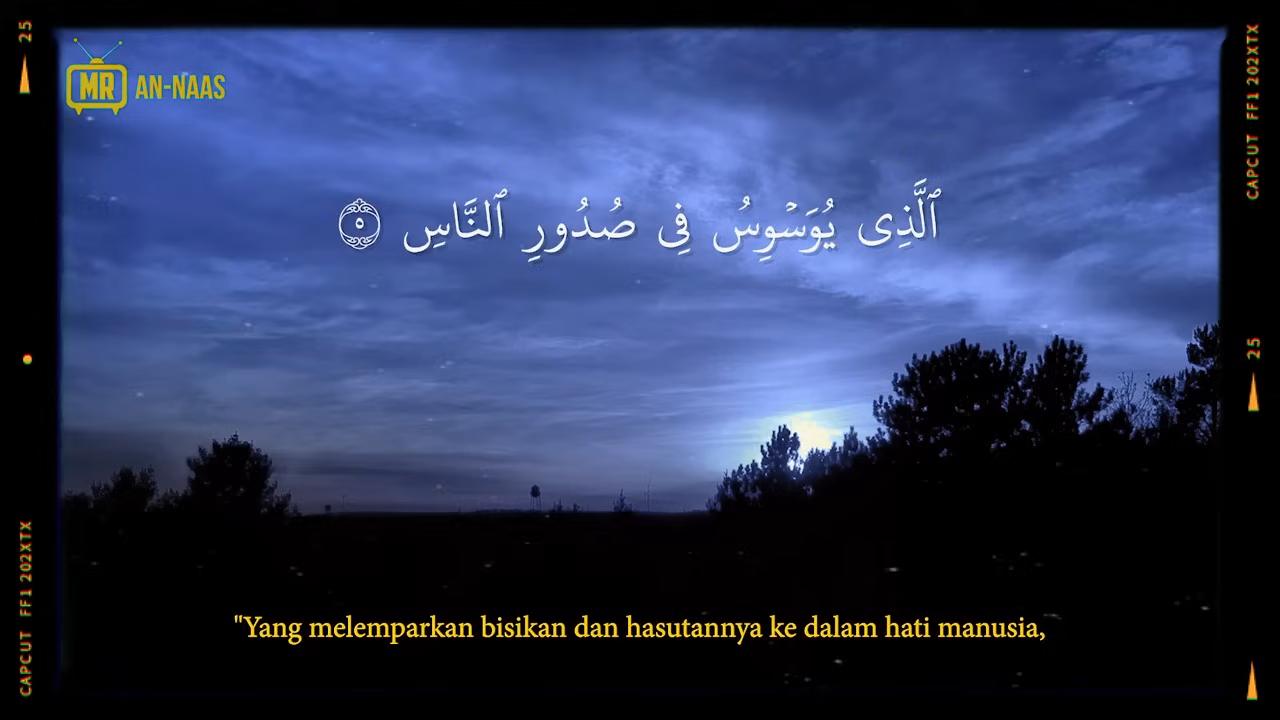 25
CAPCUT FF1 202XTX
MR AN-NAAS
ٱلَّذِى يُوَسْوِسُ فِى صُدُورِ ٱلنَّاسِ ٥
25
CAPCUT FF1 202XTX
"Yang melemparkan bisikan dan hasutannya ke dalam hati manusia,